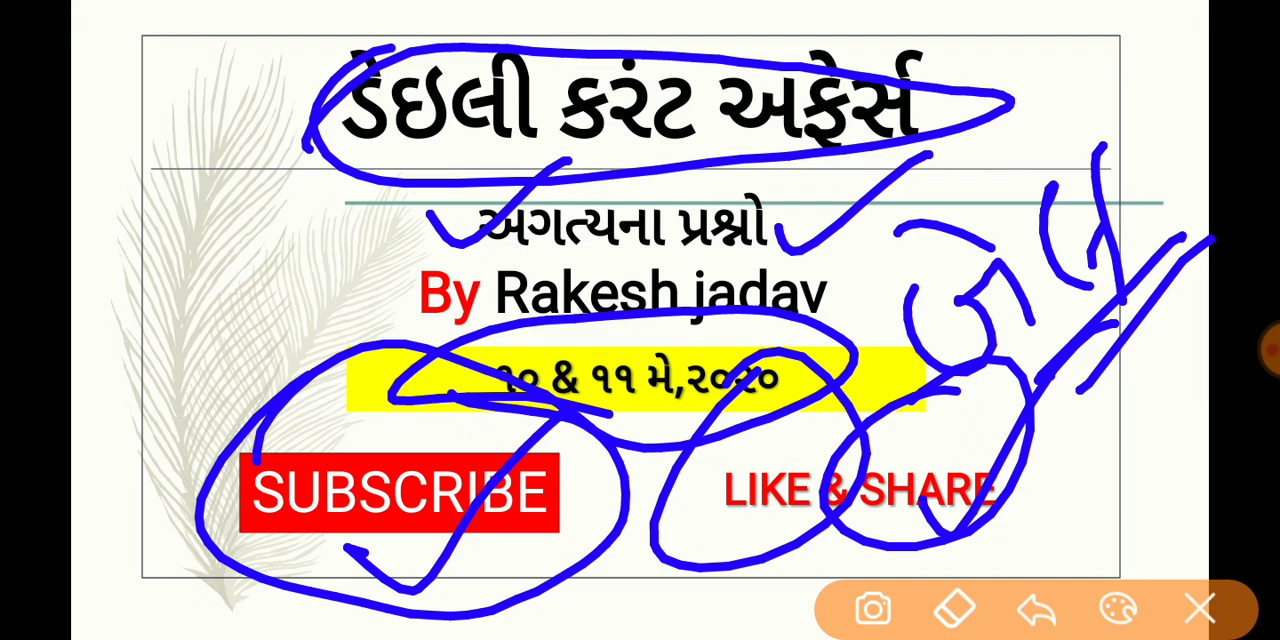 ડેઇલી કરંટ અફેર્સ
અગત્યના પ્રશ્નો
By Rakesh jadav
૧૦ & ૧૧ મે,૨૦૨૦
SUBSCRIBE
LIKE & SHARE